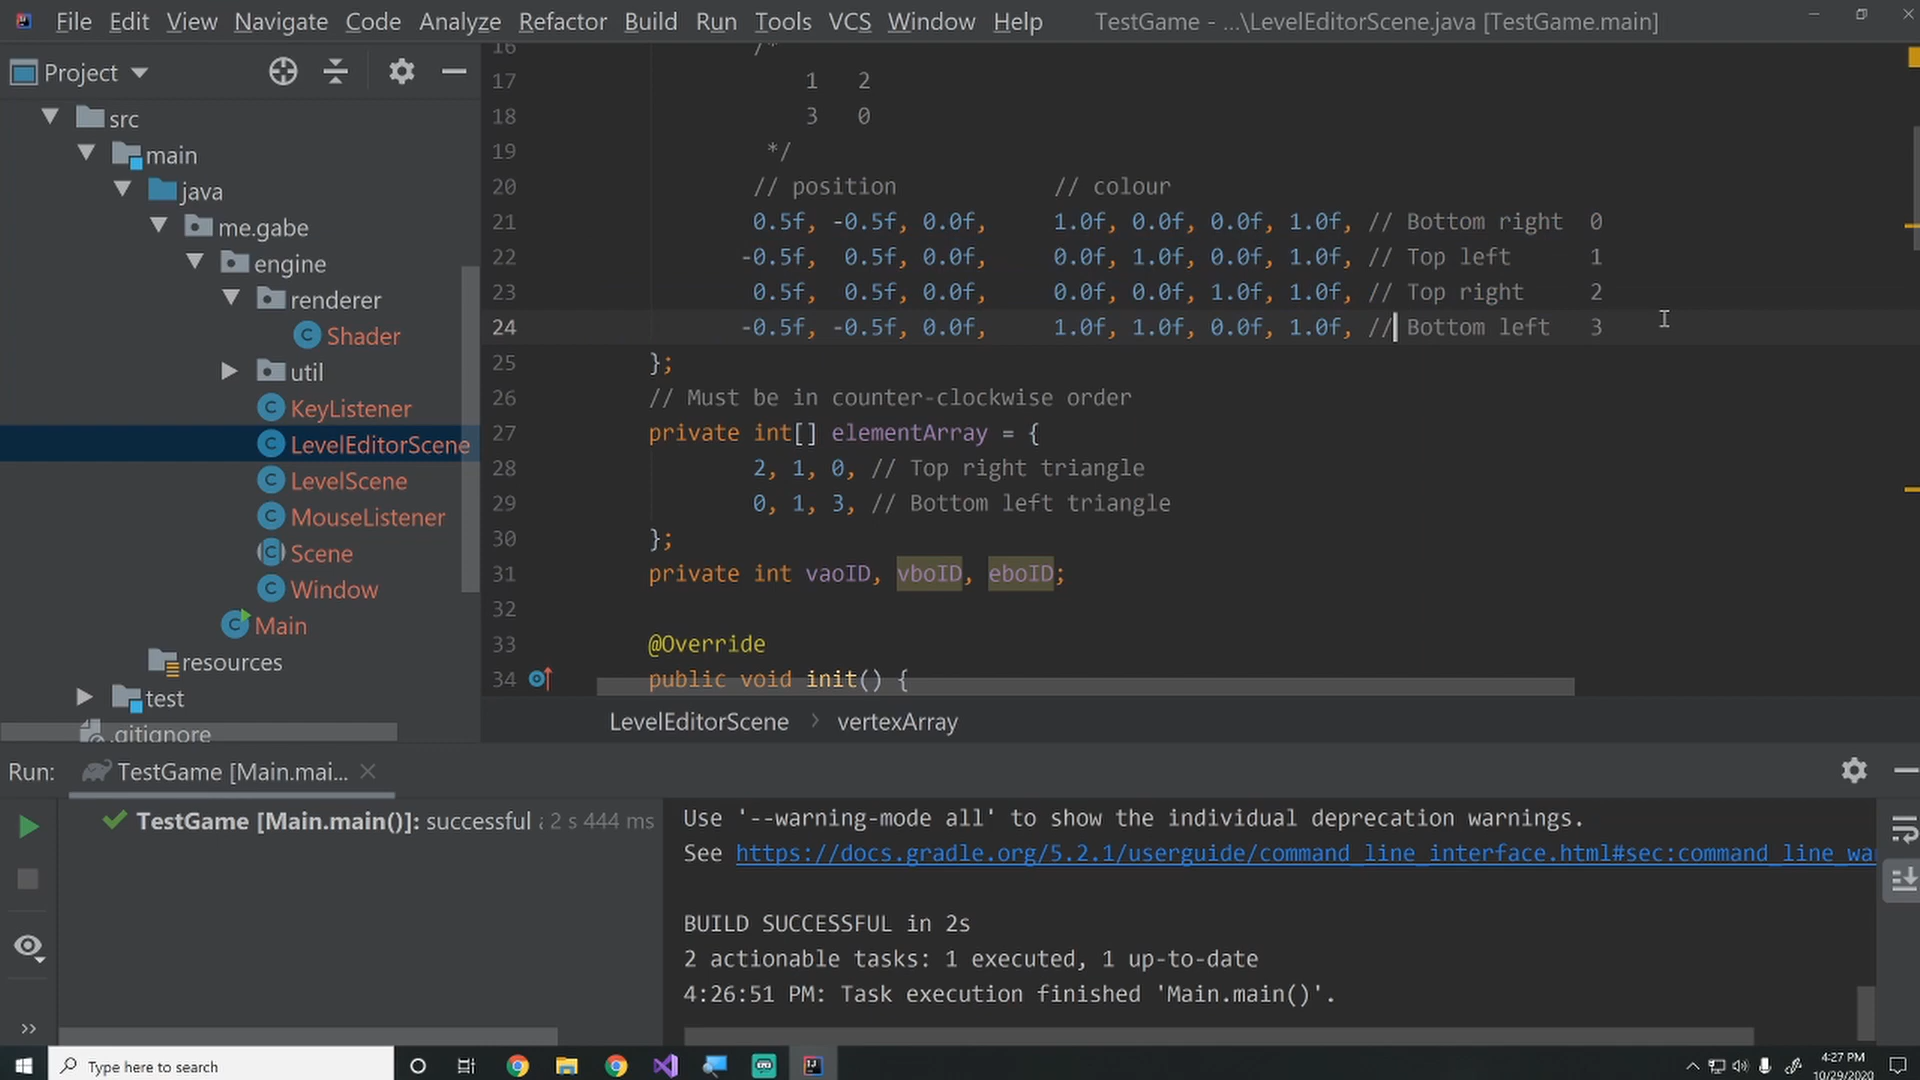 File Edit View Navigate Code Analyze Refactor Build Run Tools VCS Window Help TestGame - ...\LevelEditorScene.java [TestGame.main]
Project
src
main
java
me.gabe
engine
renderer
Shader
util
KeyListener
LevelEditorScene
LevelScene
MouseListener
Scene
Window
Main
resources
test
.gitignore
16 /*
17 1 2
18 3 0
19 */
20 // position // colour
21 0.5f, -0.5f, 0.0f, 1.0f, 0.0f, 0.0f, 1.0f, // Bottom right 0
22 -0.5f, 0.5f, 0.0f, 0.0f, 1.0f, 0.0f, 1.0f, // Top left 1
23 0.5f, 0.5f, 0.0f, 0.0f, 0.0f, 1.0f, 1.0f, // Top right 2
24 -0.5f, -0.5f, 0.0f, 1.0f, 1.0f, 0.0f, 1.0f, // Bottom left 3
25 };
26 // Must be in counter-clockwise order
27 private int[] elementArray = {
28 2, 1, 0, // Top right triangle
29 0, 1, 3, // Bottom left triangle
30 };
31 private int vaoID, vboID, eboID;
32
33 @Override
34 public void init() {
LevelEditorScene > vertexArray
Run: TestGame [Main.mai...
TestGame [Main.main()]: successful 2 s 444 ms
Use '--warning-mode all' to show the individual deprecation warnings.
See https://docs.gradle.org/5.2.1/userguide/command_line_interface.html#sec:command_line_wa
BUILD SUCCESSFUL in 2s
2 actionable tasks: 1 executed, 1 up-to-date
4:26:51 PM: Task execution finished 'Main.main()'.
Type here to search
4:27 PM
10/29/2020